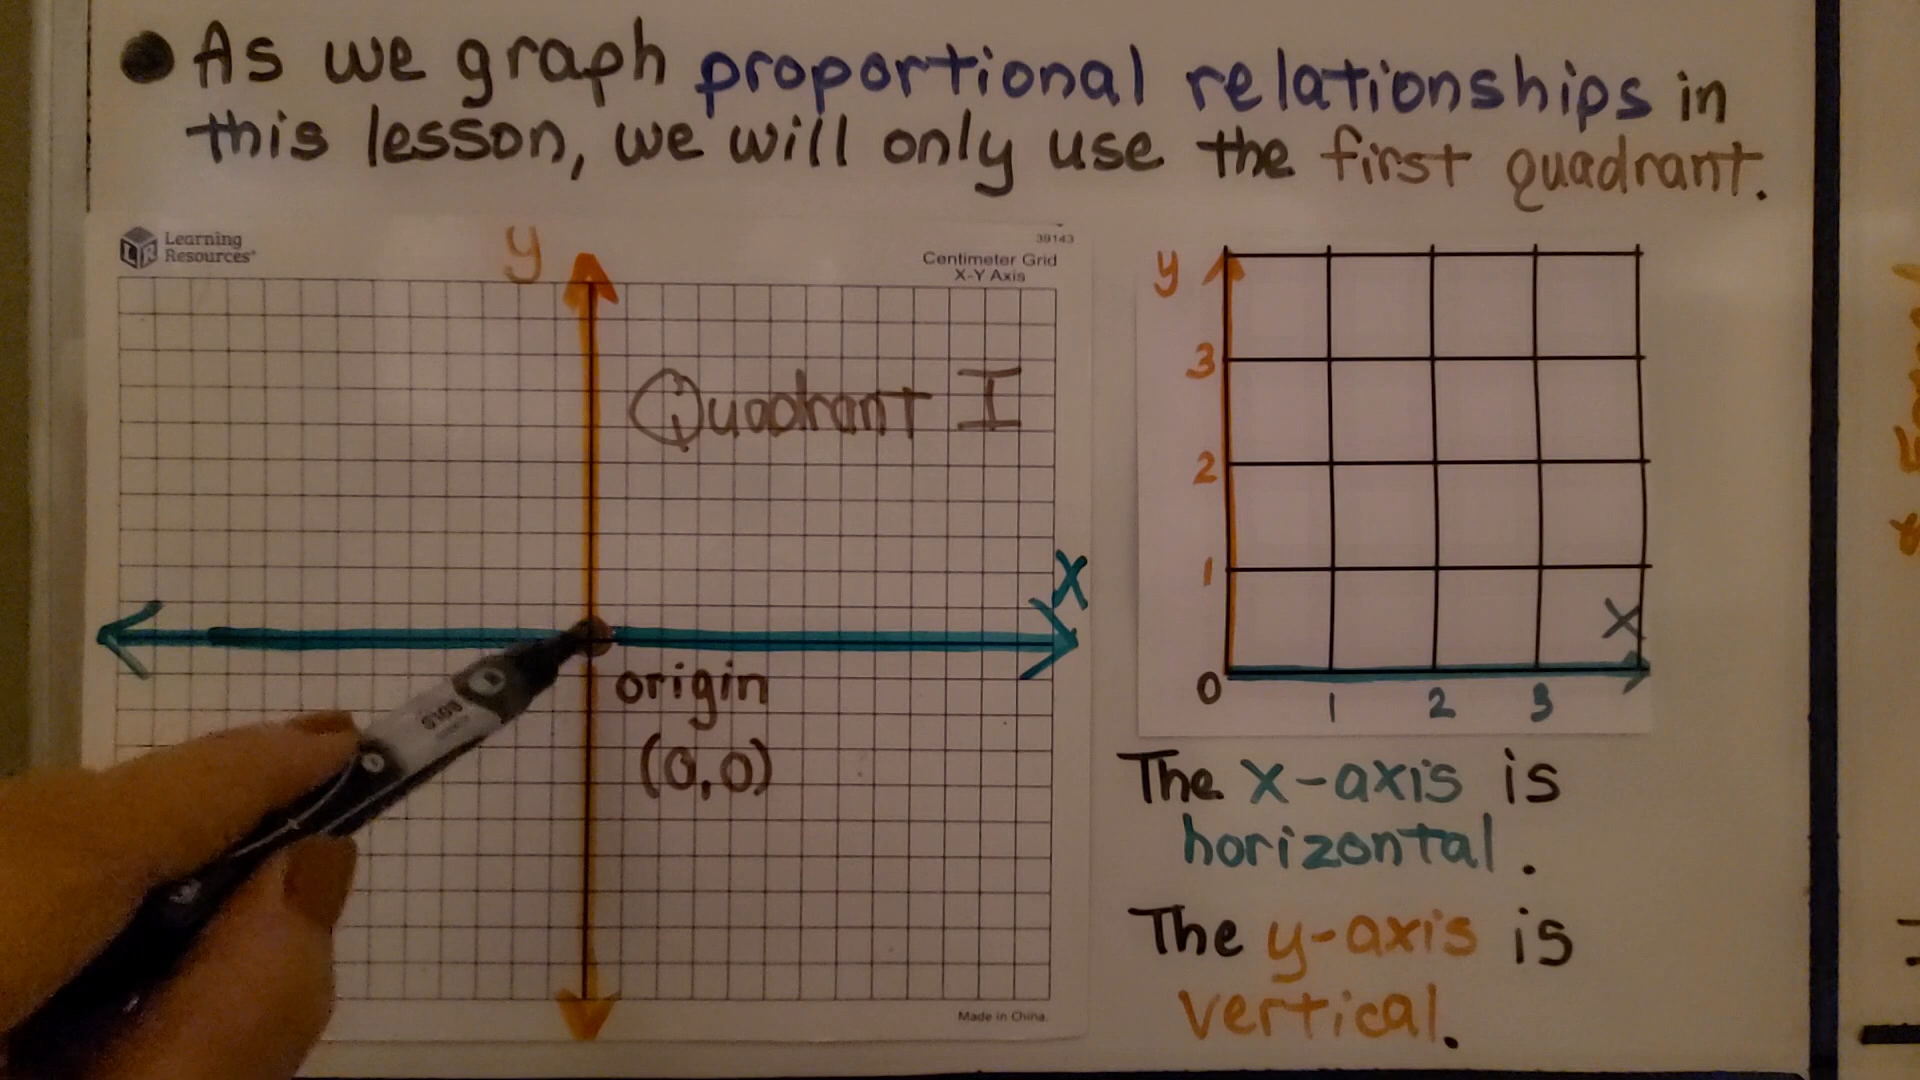 As we graph proportional relationships in
this lesson, we will only use the first quadrant.
Learning
Resources®
39143
Centimeter Grid
X-Y Axis
y
Quadrant I
x
origin
(0,0)
Made in China.
y
3
2
1
0
1
2
3
x
The x-axis is
horizontal.
The y-axis is
vertical.